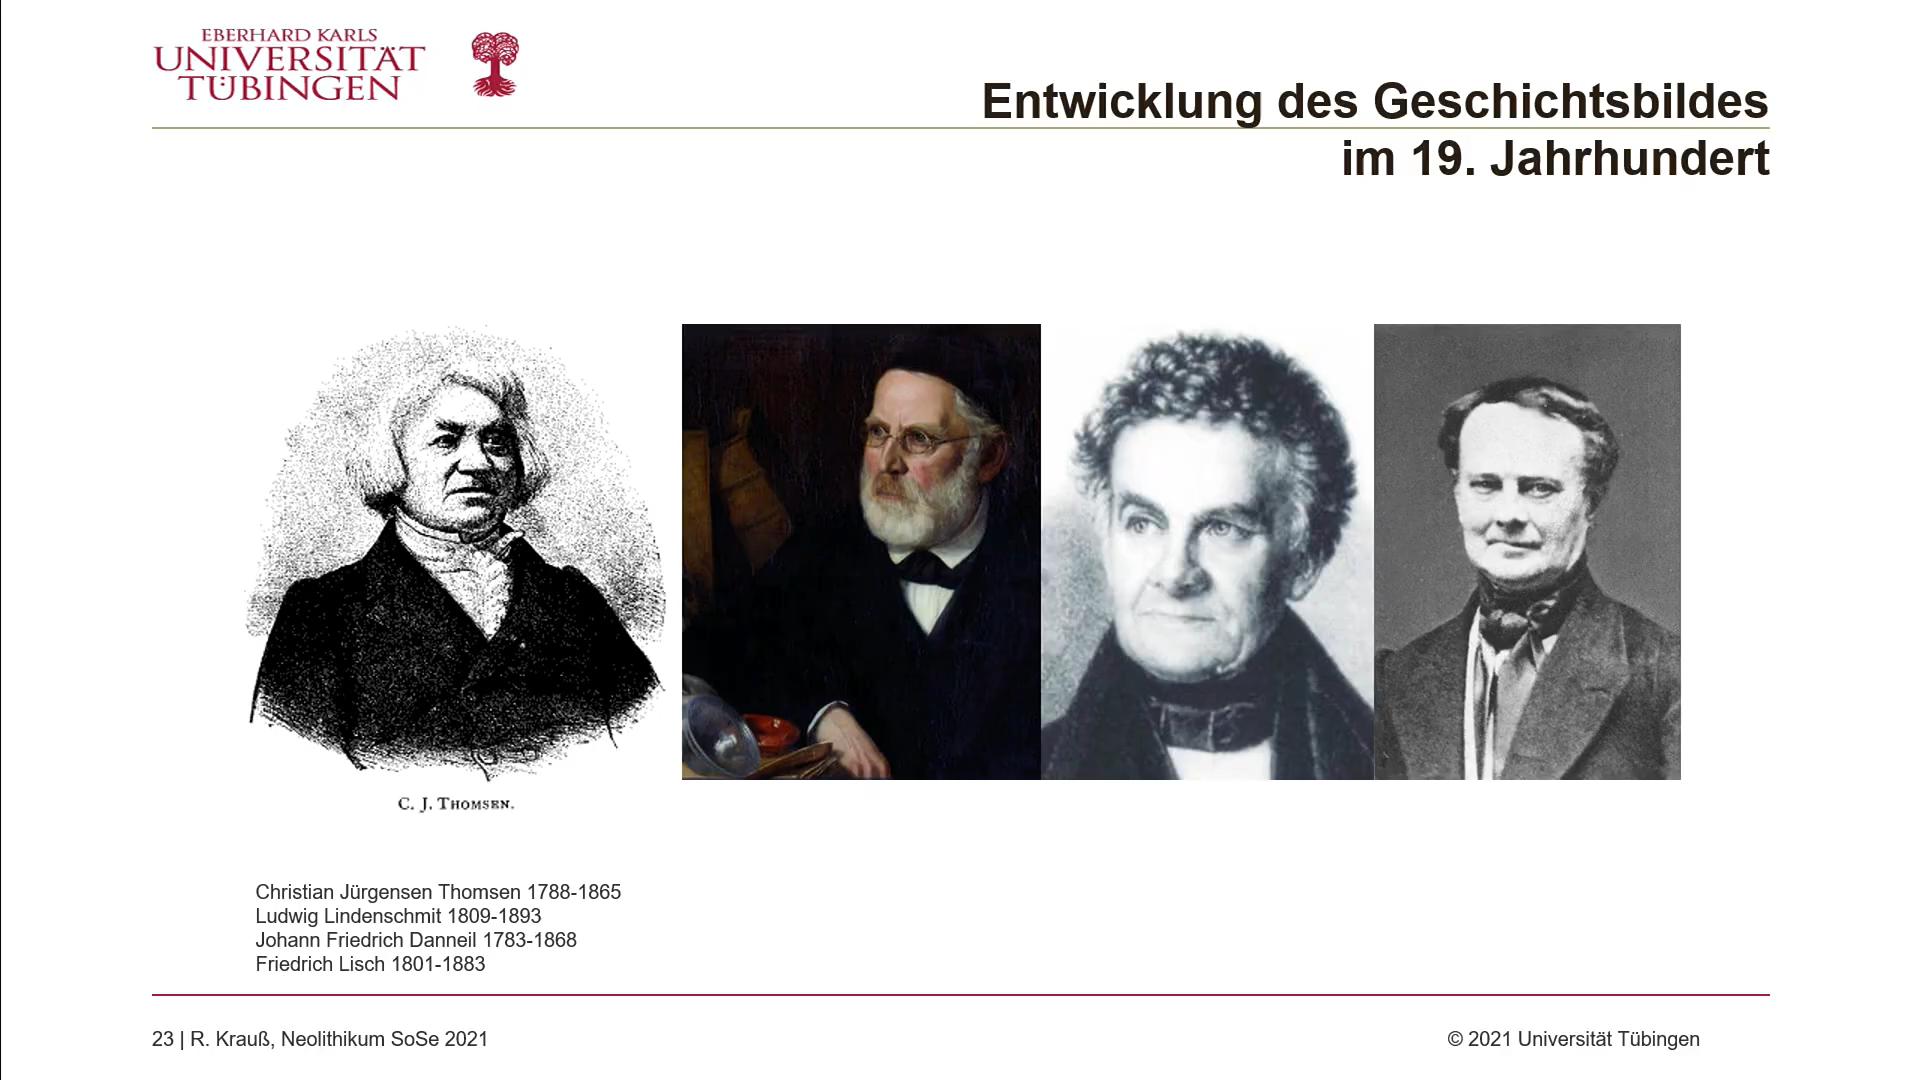 EBERHARD KARLS
UNIVERSITÄT
TÜBINGEN
Entwicklung des Geschichtsbildes
im 19. Jahrhundert
C. J. THOMSEN.
Christian Jürgensen Thomsen 1788-1865
Ludwig Lindenschmit 1809-1893
Johann Friedrich Danneil 1783-1868
Friedrich Lisch 1801-1883
23 | R. Krauß, Neolithikum SoSe 2021
© 2021 Universität Tübingen